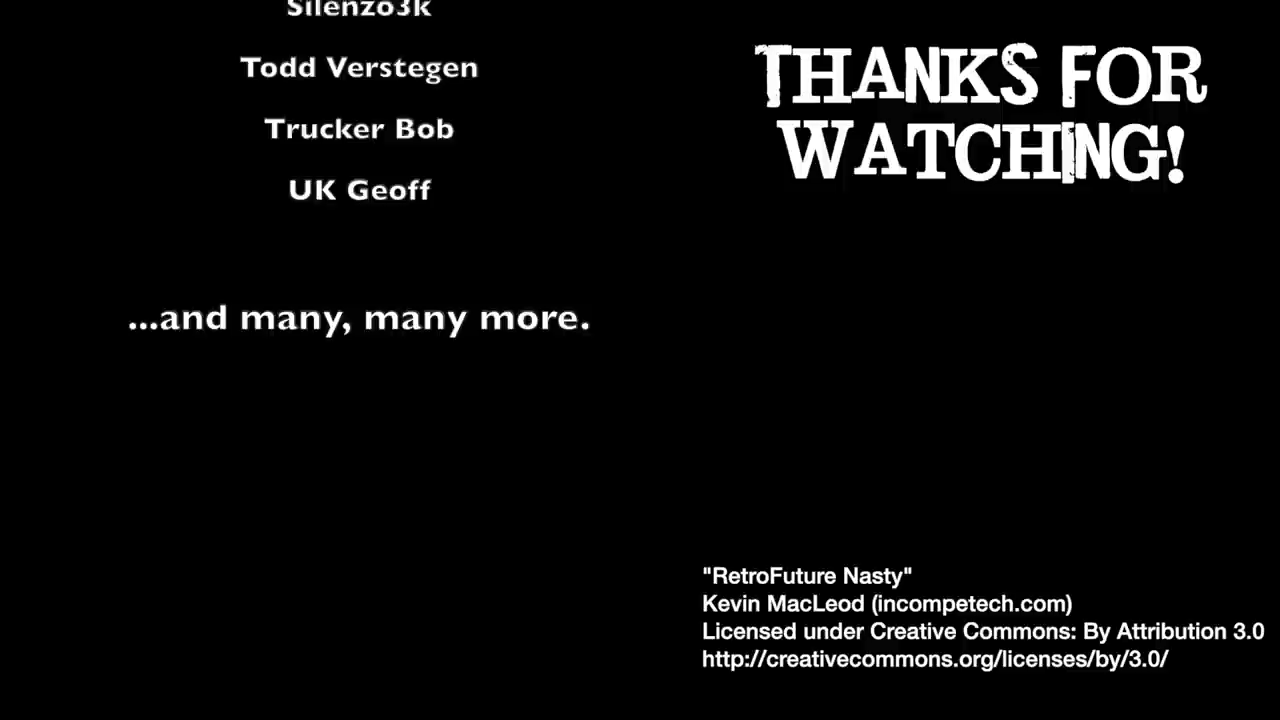 Silenzo3k
Todd Verstegen
Trucker Bob
UK Geoff
...and many, many more.
THANKS FOR
WATCHING!
"RetroFuture Nasty"
Kevin MacLeod (incompetech.com)
Licensed under Creative Commons: By Attribution 3.0
http://creativecommons.org/licenses/by/3.0/